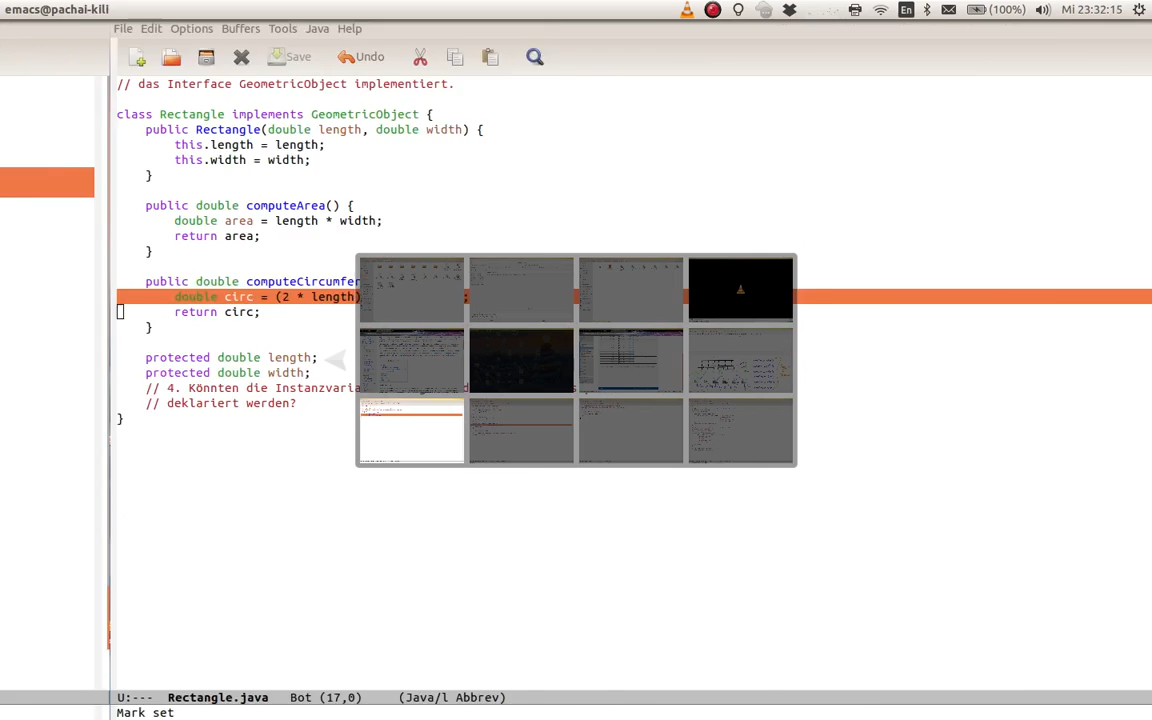 emacs@pachai-kili
En
(100%)
Mi 23:32:15
File Edit Options Buffers Tools Java Help
Save
Undo
// das Interface GeometricObject implementiert.
class Rectangle implements GeometricObject {
public Rectangle(double length, double width) {
this.length = length;
this.width = width;
}
public double computeArea() {
double area = length * width;
return area;
}
public double computeCircumfer
double circ = (2 * length)
;
return circ;
}
protected double length;
protected double width;
// 4. Könnten die Instanzvaria
// deklariert werden?
}
U:--- Rectangle.java Bot (17,0) (Java/l Abbrev)
Mark set